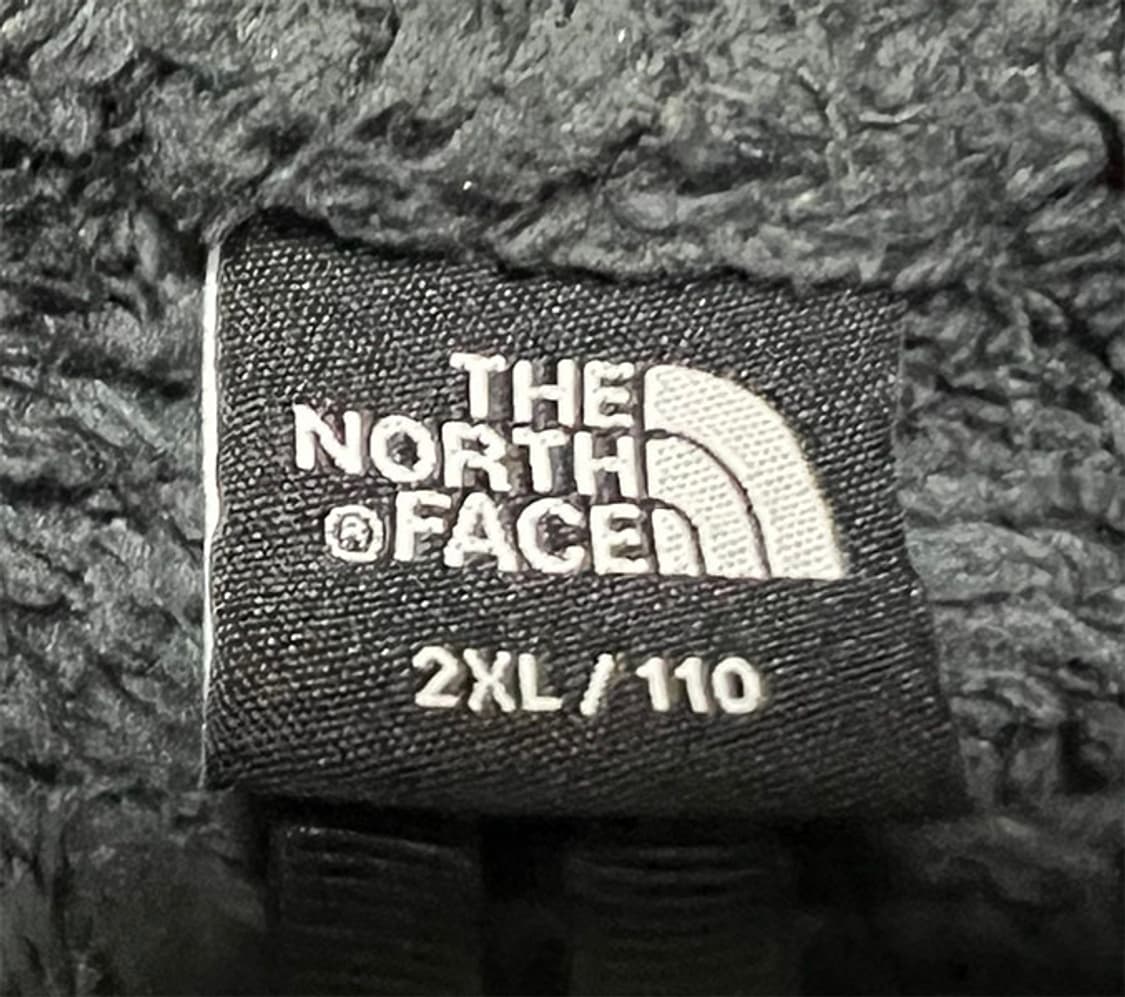 THE
NORTH
®FACE
2XL / 110